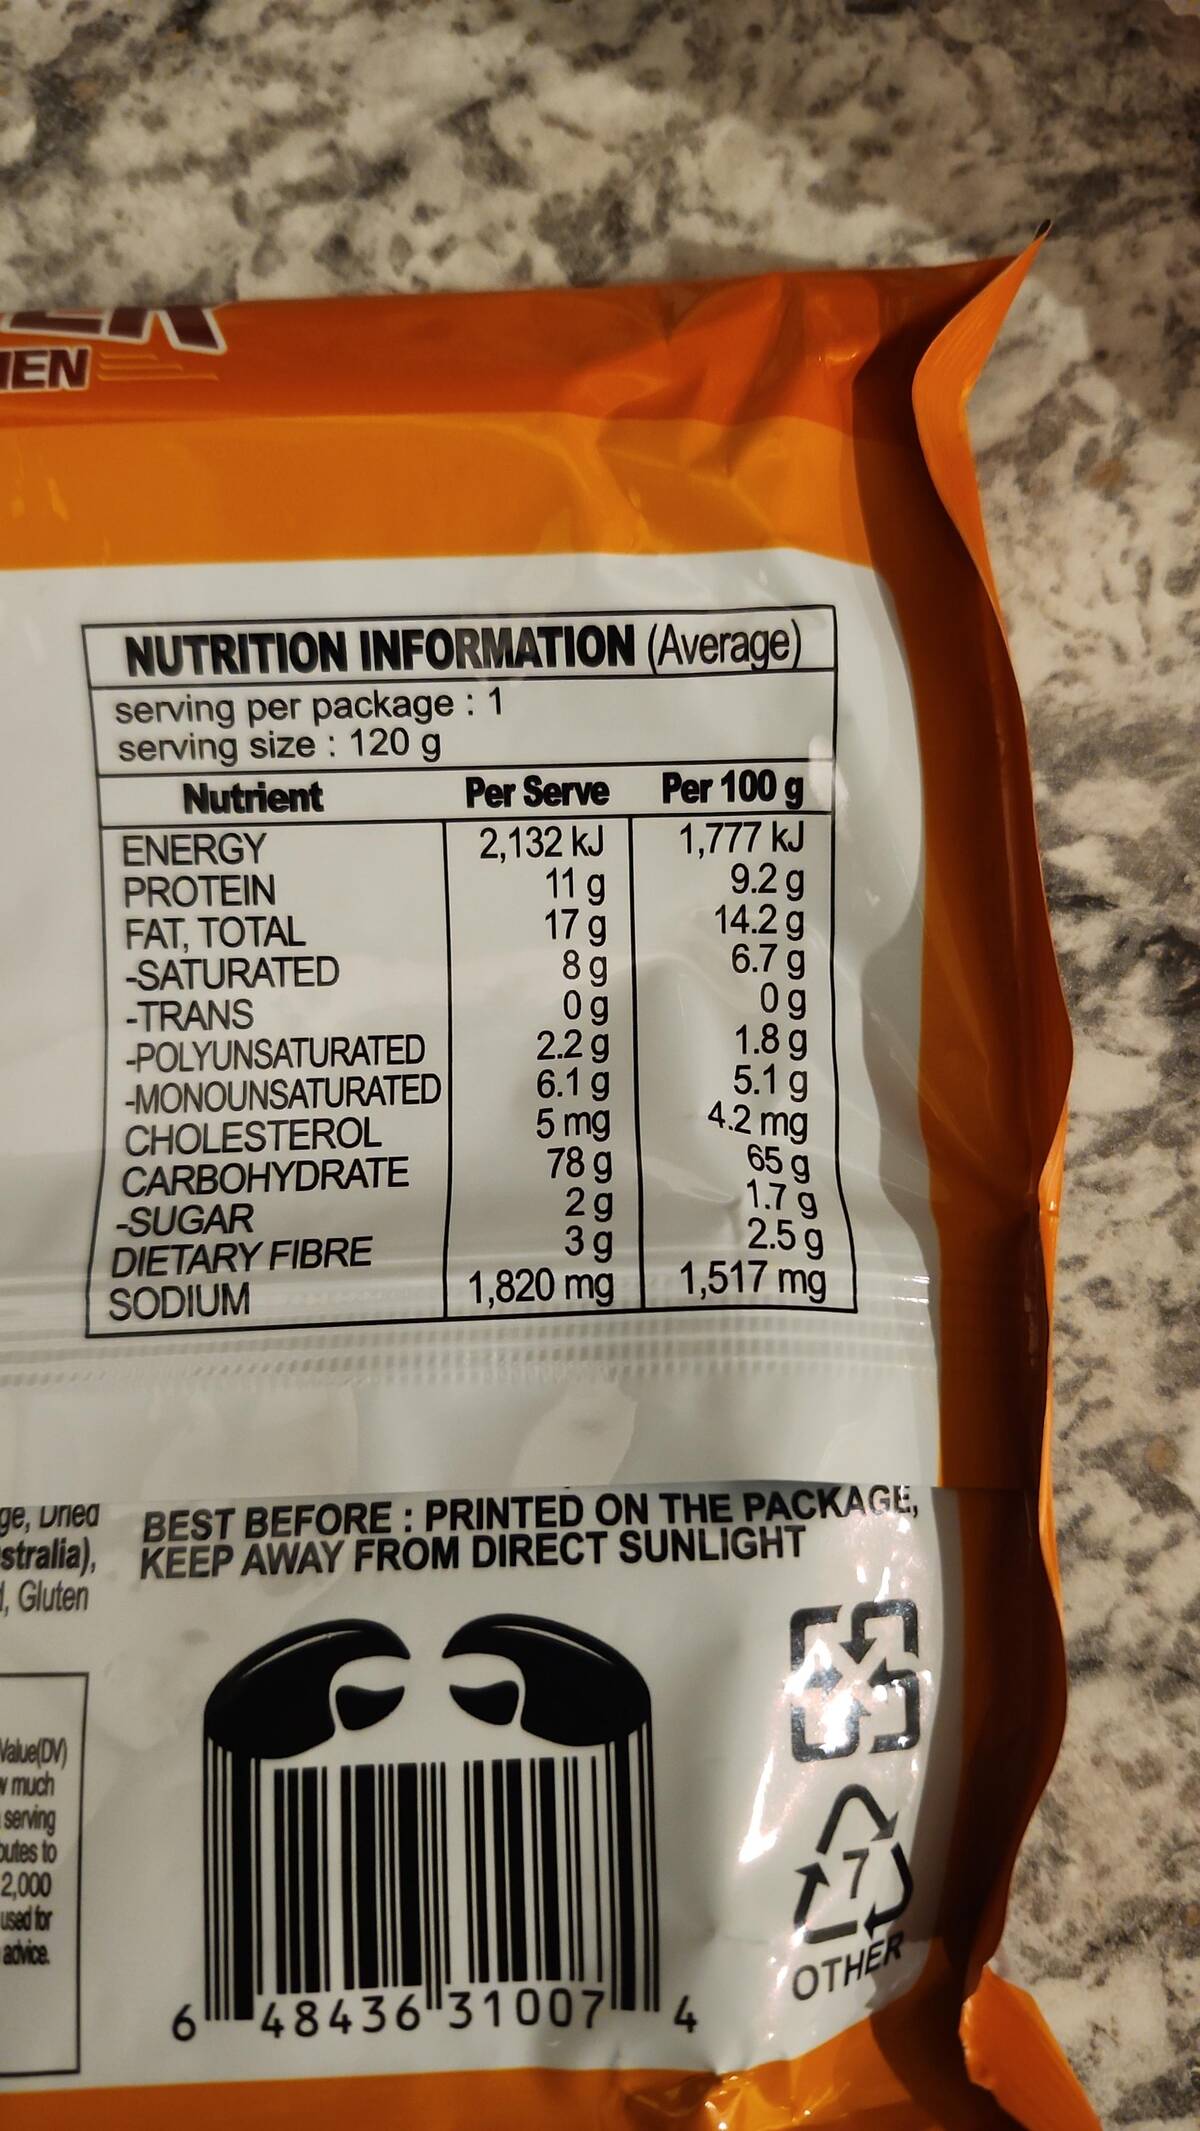 IEN
NUTRITION INFORMATION (Average)
serving per package : 1
serving size : 120 g
Nutrient Per Serve Per 100 g
ENERGY 2,132 kJ 1,777 kJ
PROTEIN 11 g 9.2 g
FAT, TOTAL 17 g 14.2 g
-SATURATED 8 g 6.7 g
-TRANS 0 g 0 g
-POLYUNSATURATED 2.2 g 1.8 g
-MONOUNSATURATED 6.1 g 5.1 g
CHOLESTEROL 5 mg 4.2 mg
CARBOHYDRATE 78 g 65 g
-SUGAR 2 g 1.7 g
DIETARY FIBRE 3 g 2.5 g
SODIUM 1,820 mg 1,517 mg
ge, Dried
stralia),
, Gluten
BEST BEFORE : PRINTED ON THE PACKAGE,
KEEP AWAY FROM DIRECT SUNLIGHT
Value(DV)
much
serving
butes to
2,000
used for
advice.
6 48436 31007 4
7
OTHER